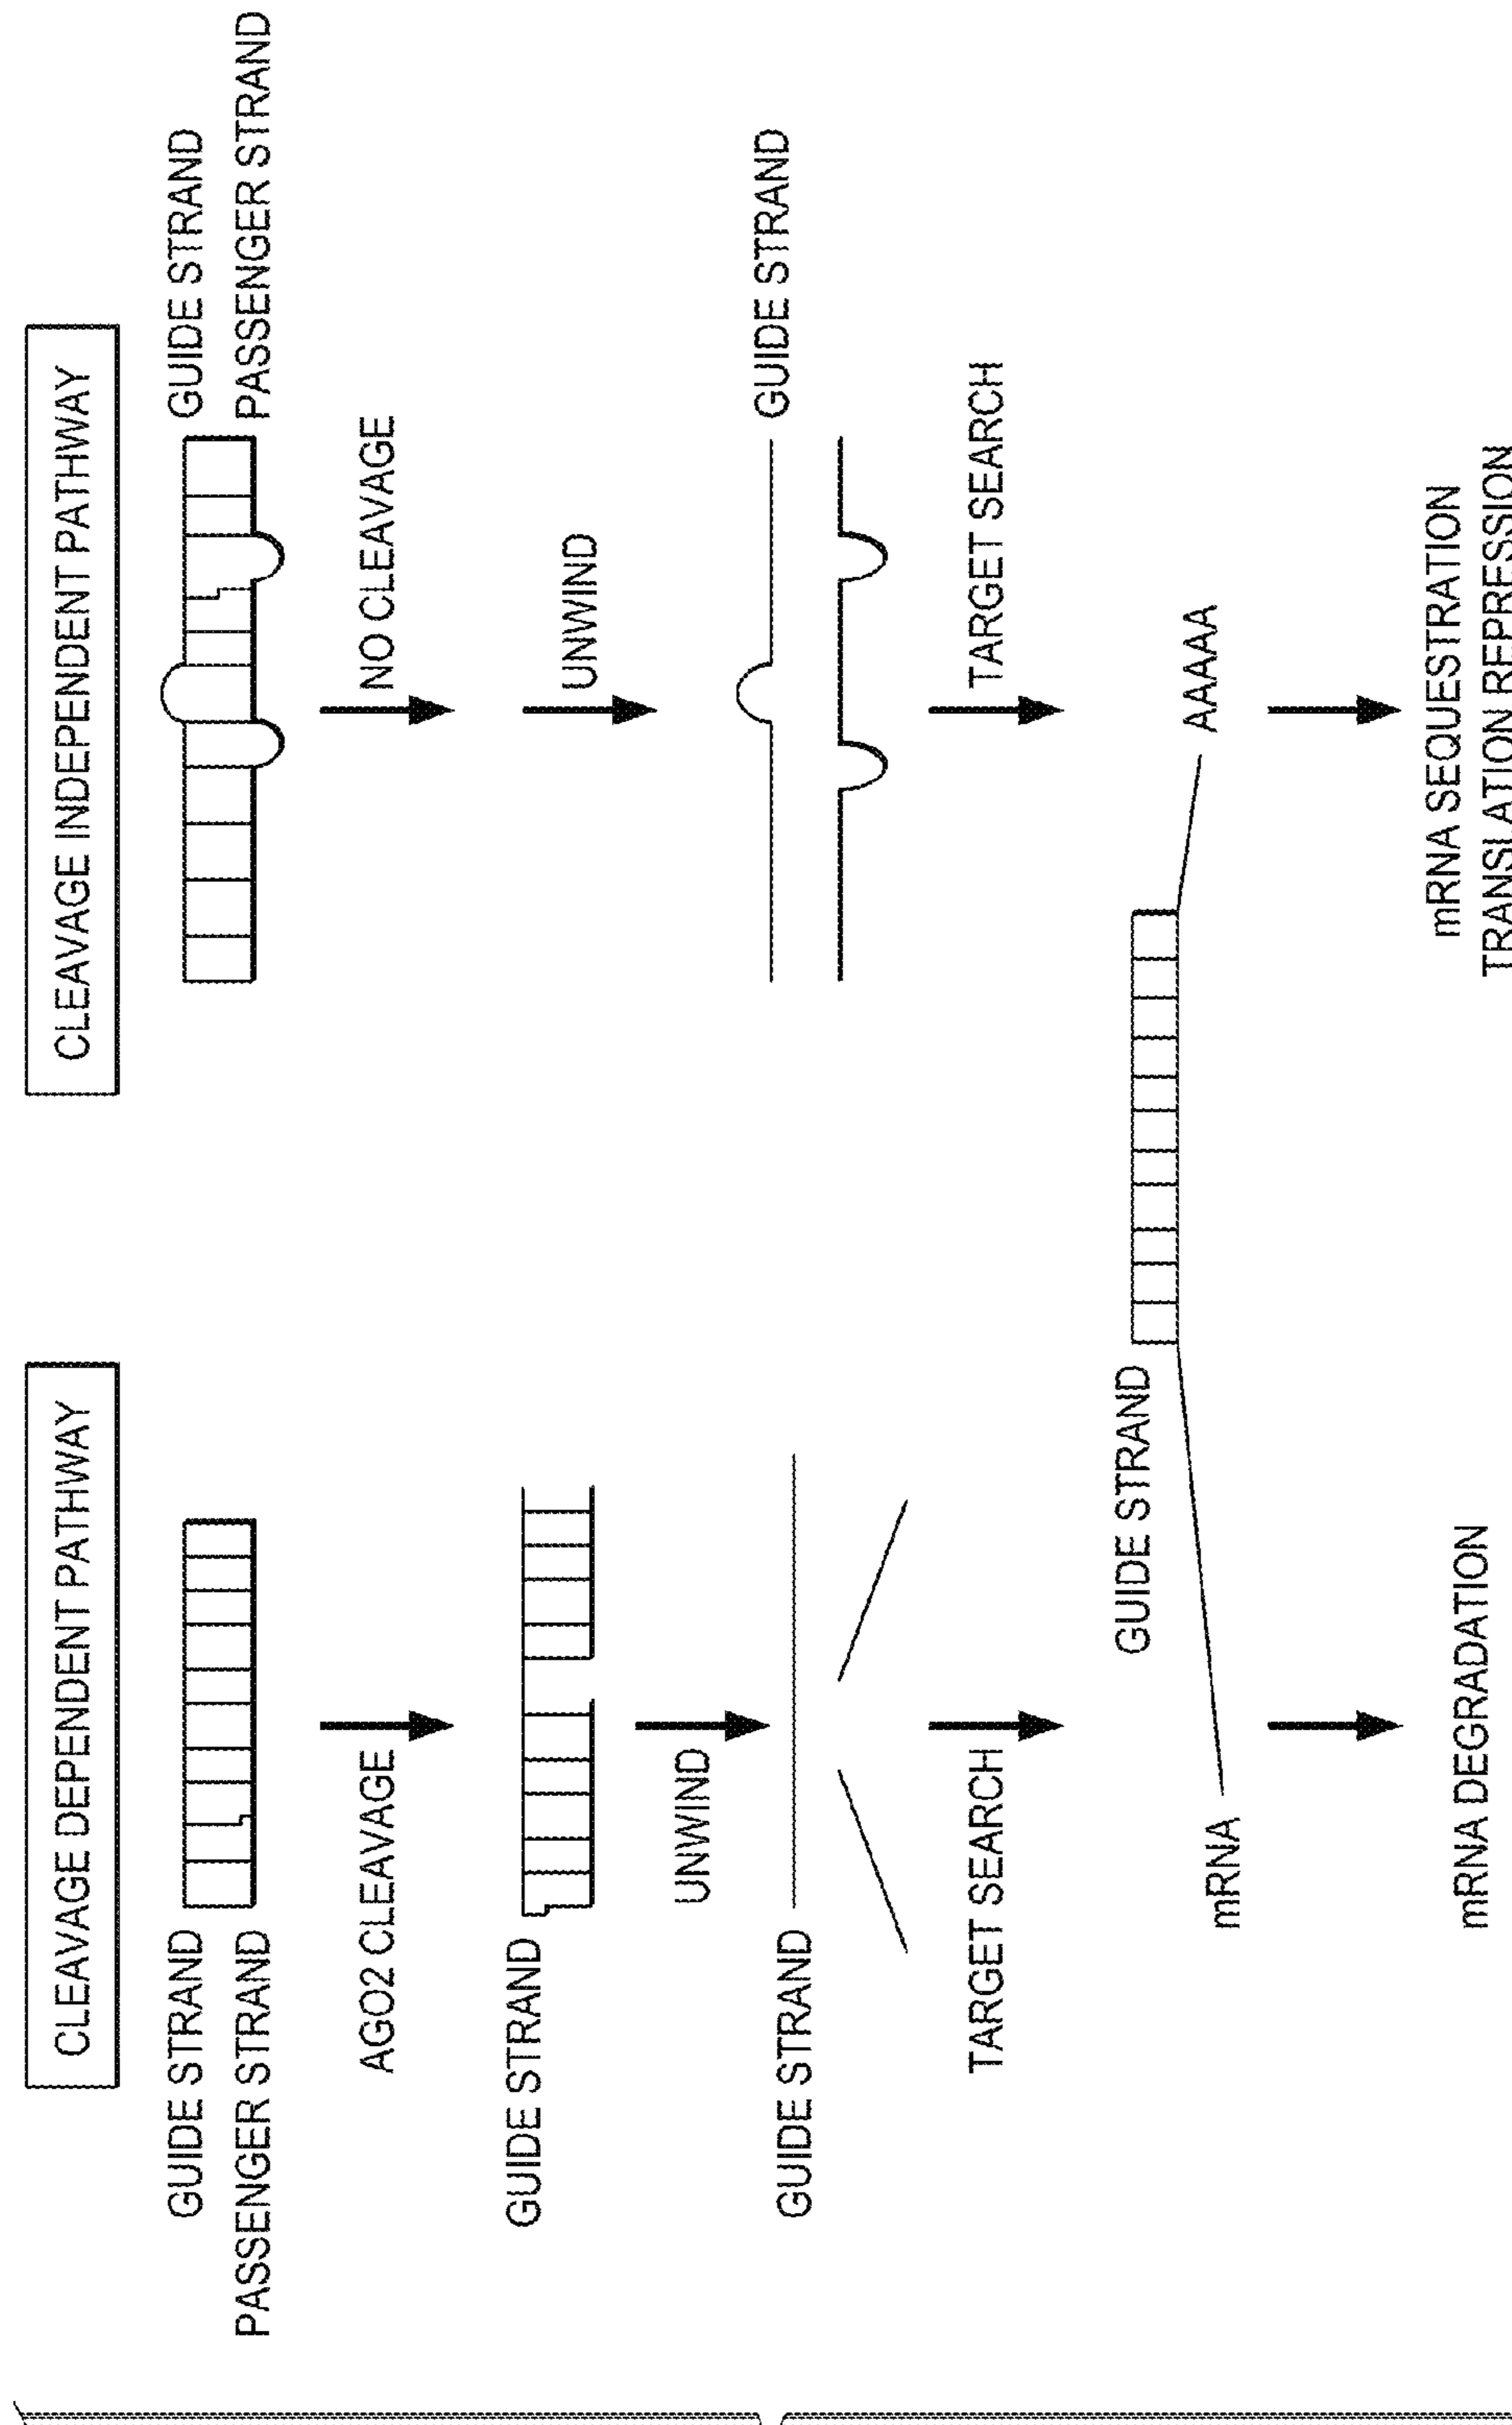 CLEAVAGE DEPENDENT PATHWAY
GUIDE STRAND
PASSENGER STRAND
AGO2 CLEAVAGE
GUIDE STRAND
UNWIND
GUIDE STRAND
TARGET SEARCH
CLEAVAGE INDEPENDENT PATHWAY
GUIDE STRAND
PASSENGER STRAND
NO CLEAVAGE
UNWIND
GUIDE STRAND
TARGET SEARCH
GUIDE STRAND
mRNA
AAAAA
mRNA DEGRADATION
mRNA SEQUESTRATION
TRANSLATION REPRESSION